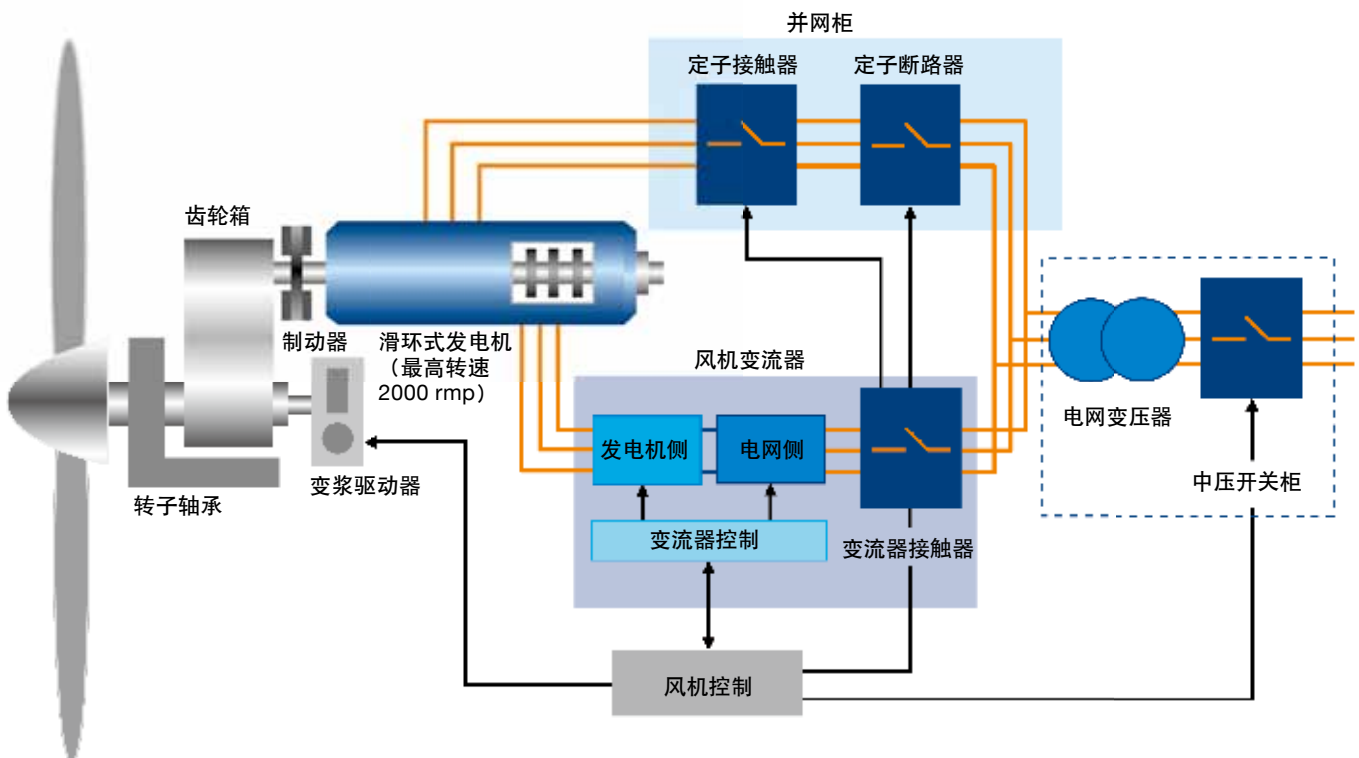 并网柜
定子接触器
定子断路器
齿轮箱
制动器
滑环式发电机
（最高转速
2000 rmp）
风机变流器
电网变压器
发电机侧
电网侧
转子轴承
变浆驱动器
中压开关柜
变流器控制
变流器接触器
风机控制